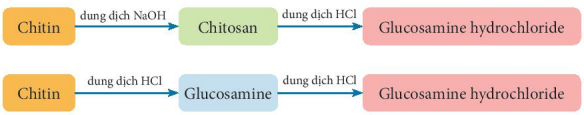 dung dịch NaOH
dung dịch HCl
Chitin
Chitosan
Glucosamine hydrochloride
dung dịch HCl
dung dịch HCl
Chitin
Glucosamine
Glucosamine hydrochloride